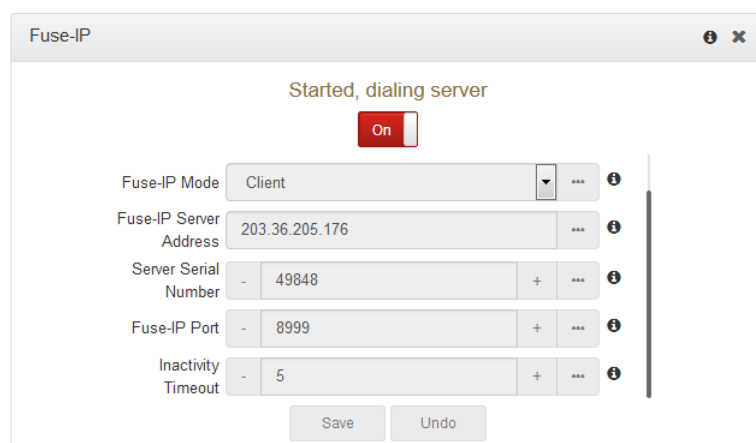 Fuse-IP
Started, dialing server
On
Fuse-IP Mode Client
Fuse-IP Server
Address 203.36.205.176
Server Serial
Number - 49848 +
Fuse-IP Port - 8999 +
Inactivity
Timeout - 5 +
Save Undo